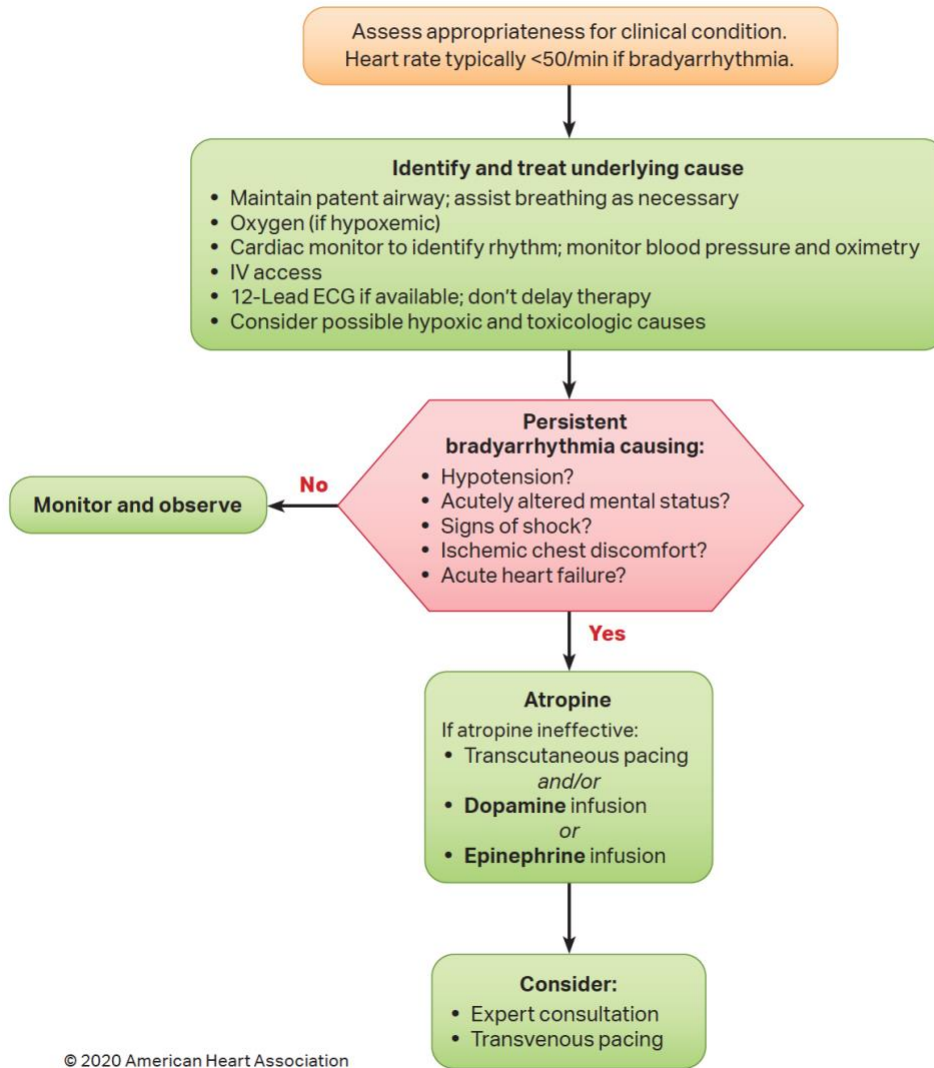 Assess appropriateness for clinical condition.
Heart rate typically <50/min if bradyarrhythmia.
Identify and treat underlying cause
• Maintain patent airway; assist breathing as necessary
• Oxygen (if hypoxemic)
• Cardiac monitor to identify rhythm; monitor blood pressure and oximetry
• IV access
• 12-Lead ECG if available; don’t delay therapy
• Consider possible hypoxic and toxicologic causes
Persistent
bradyarrhythmia causing:
• Hypotension?
• Acutely altered mental status?
• Signs of shock?
• Ischemic chest discomfort?
• Acute heart failure?
No
Monitor and observe
Yes
Atropine
If atropine ineffective:
• Transcutaneous pacing
and/or
• Dopamine infusion
or
• Epinephrine infusion
Consider:
• Expert consultation
• Transvenous pacing
© 2020 American Heart Association